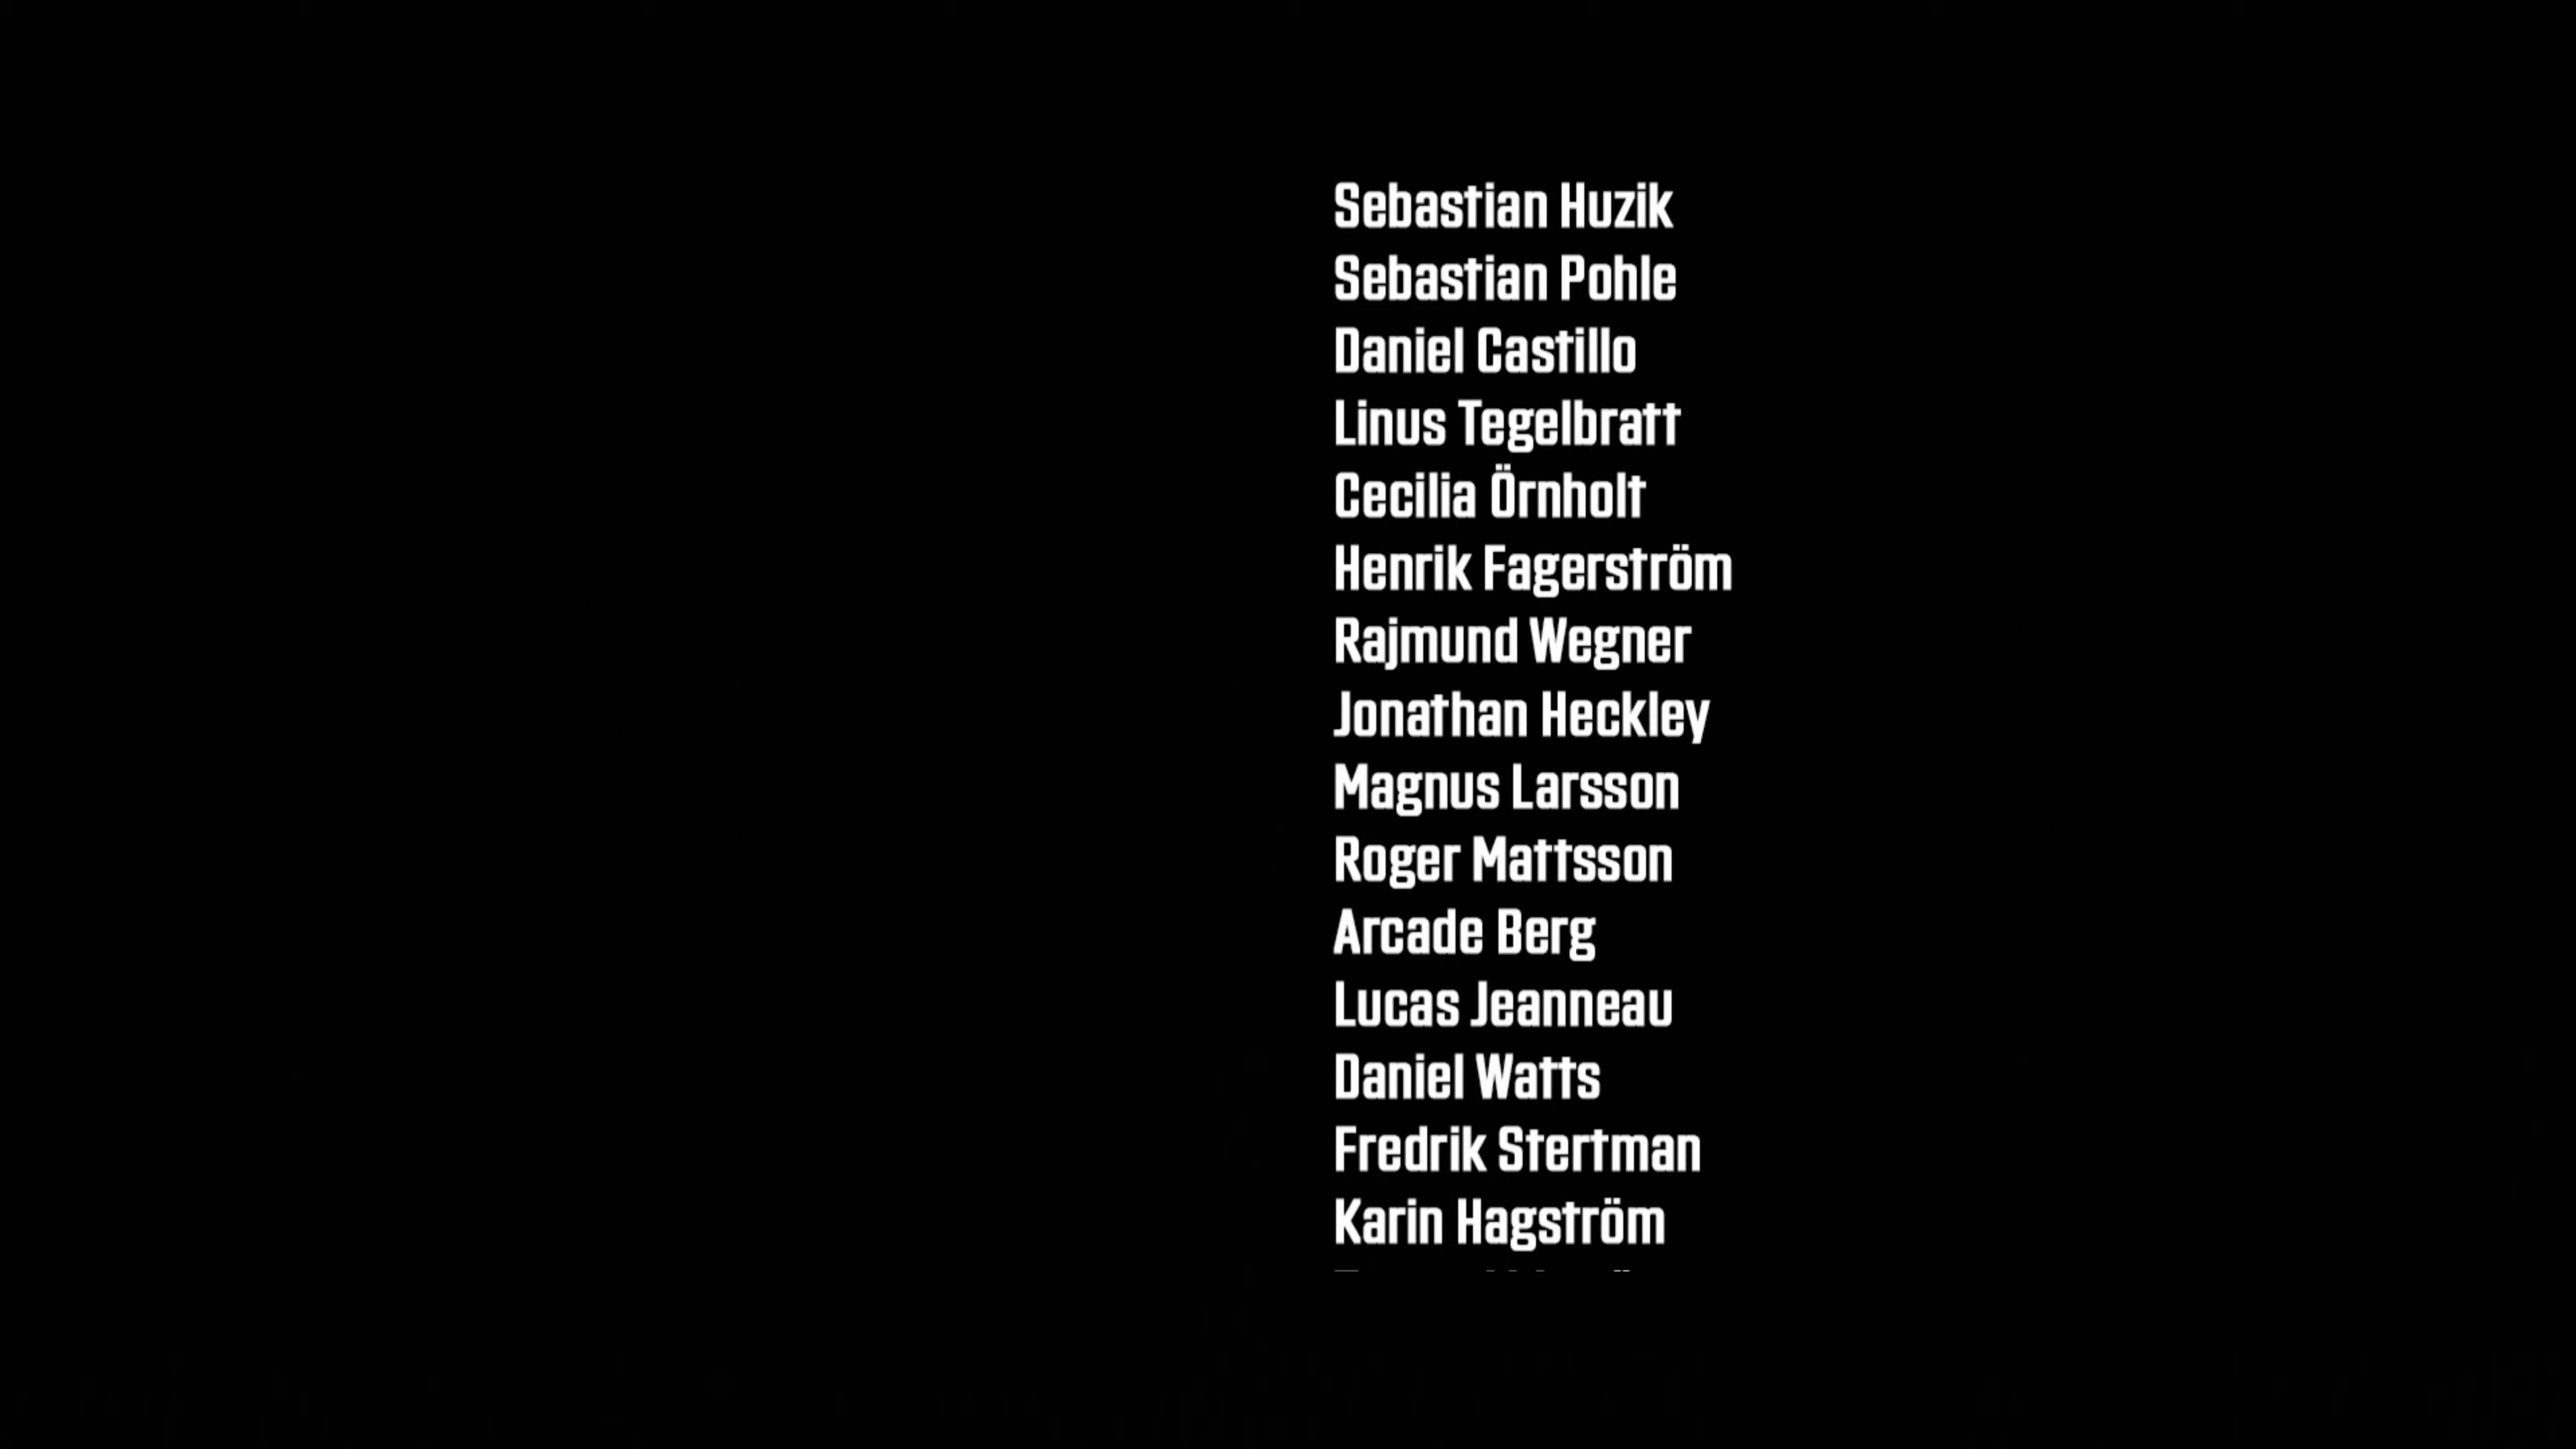 Sebastian Huzik
Sebastian Pohle
Daniel Castillo
Linus Tegelbratt
Cecilia Örnholt
Henrik Fagerström
Rajmund Wegner
Jonathan Heckley
Magnus Larsson
Roger Mattsson
Arcade Berg
Lucas Jeanneau
Daniel Watts
Fredrik Stertman
Karin Hagström